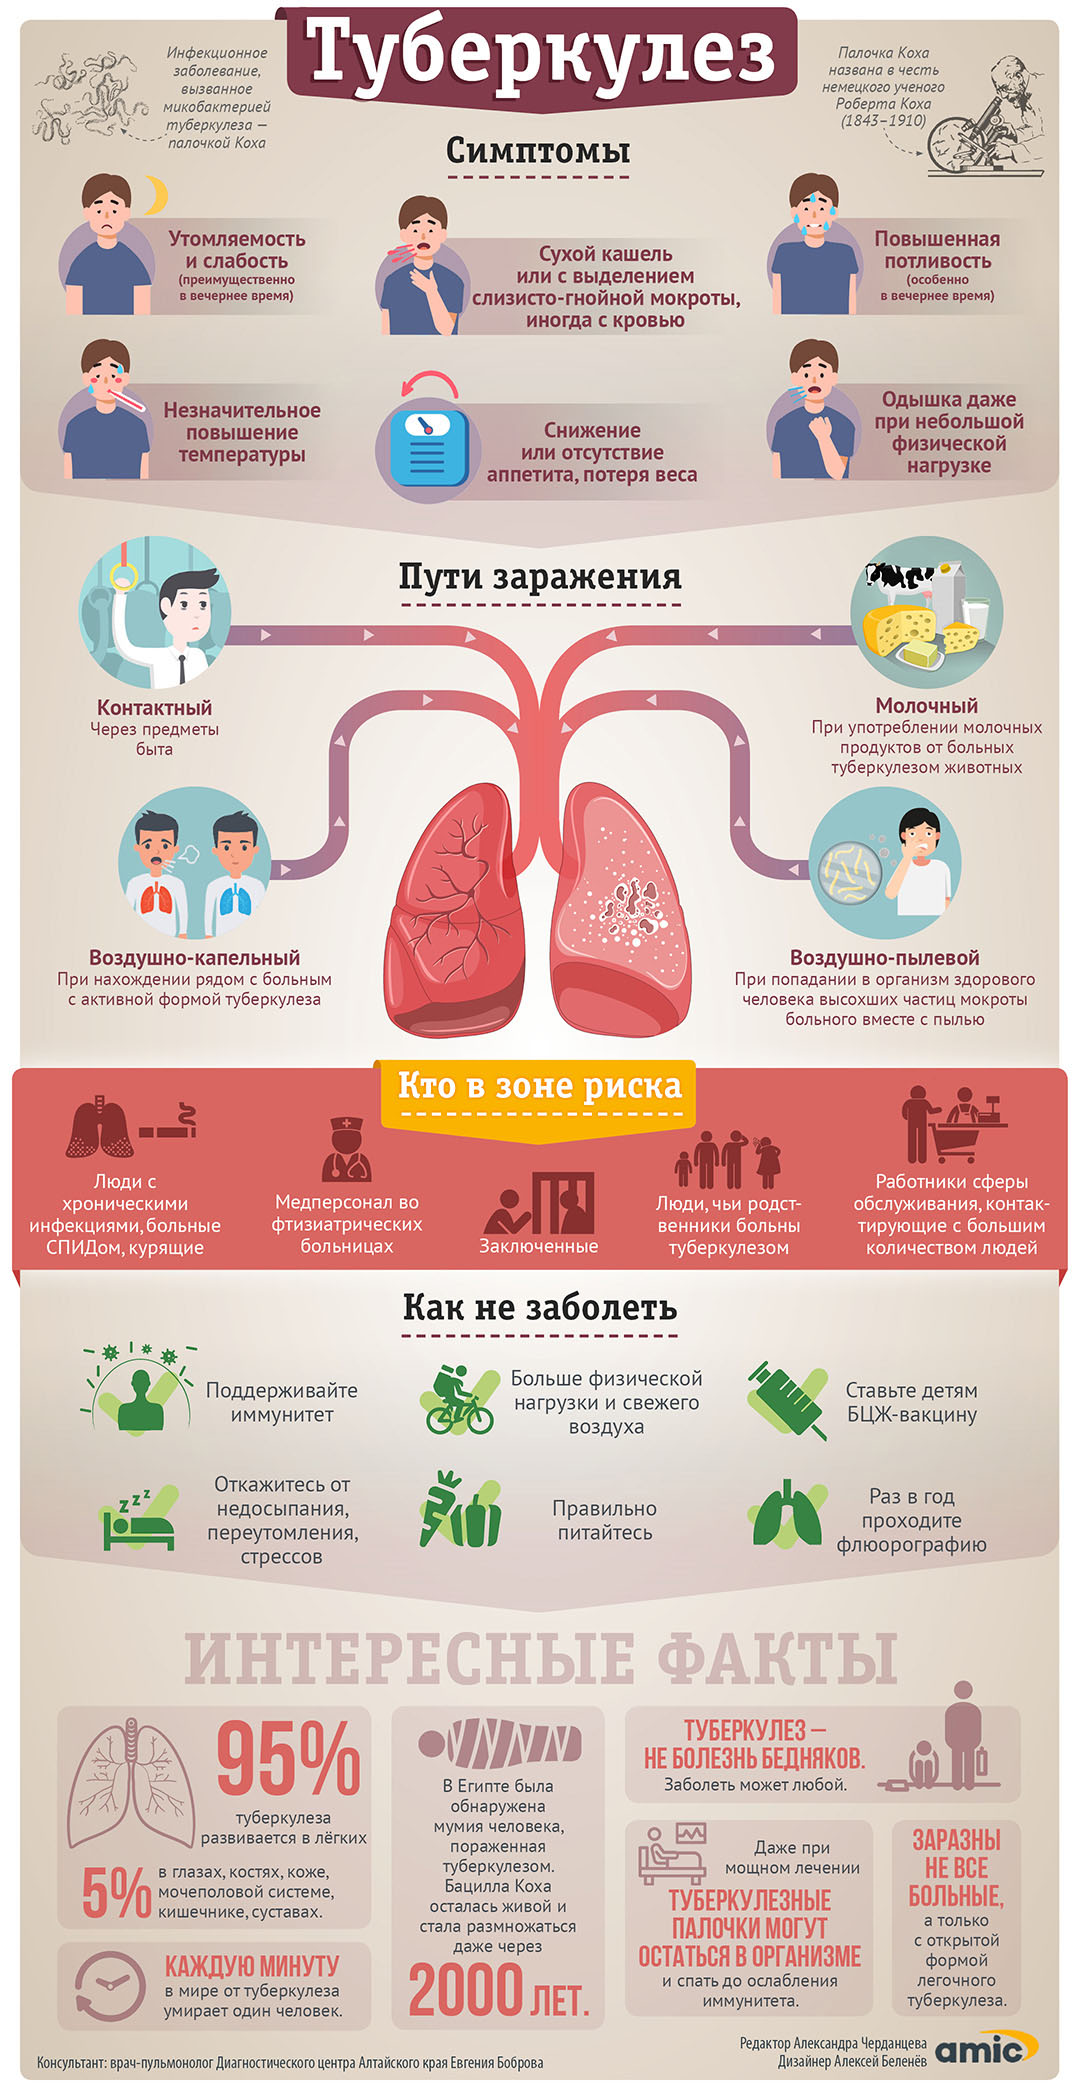 Туберкулез
Инфекционное
заболевание,
вызванное
микобактерией
туберкулеза —
палочкой Коха
Палочка Коха
названа в честь
немецкого ученого
Роберта Коха
(1843–1910)
Симптомы
Утомляемость
и слабость
(преимущественно
в вечернее время)
Сухой кашель
или с выделением
слизисто-гнойной мокроты,
иногда с кровью
Повышенная
потливость
(особенно
в вечернее время)
Незначительное
повышение
температуры
Снижение
или отсутствие
аппетита, потеря веса
Одышка даже
при небольшой
физической
нагрузке
Пути заражения
Контактный
Через предметы
быта
Молочный
При употреблении молочных
продуктов от больных
туберкулезом животных
Воздушно-капельный
При нахождении рядом с больным
с активной формой туберкулеза
Воздушно-пылевой
При попадании в организм здорового
человека высохших частиц мокроты
больного вместе с пылью
Кто в зоне риска
Люди с
хроническими
инфекциями, больные
СПИДом, курящие
Медперсонал во
фтизиатрических
больницах
Заключенные
Люди, чьи родст-
венники больны
туберкулезом
Работники сферы
обслуживания, контак-
тирующие с большим
количеством людей
Как не заболеть
Поддерживайте
иммунитет
Больше физической
нагрузки и свежего
воздуха
Ставьте детям
БЦЖ-вакцину
zzz
Откажитесь от
недосыпания,
переутомления,
стрессов
Правильно
питайтесь
Раз в год
проходите
флюорографию
ИНТЕРЕСНЫЕ ФАКТЫ
95%
туберкулеза
развивается в лёгких
5%
в глазах, костях, коже,
мочеполовой системе,
кишечнике, суставах.
КАЖДУЮ МИНУТУ
в мире от туберкулеза
умирает один человек.
В Египте была
обнаружена
мумия человека,
пораженная
туберкулезом.
Бацилла Коха
осталась живой и
стала размножаться
даже через
2000 ЛЕТ.
ТУБЕРКУЛЕЗ —
НЕ БОЛЕЗНЬ БЕДНЯКОВ.
Заболеть может любой.
Даже при
мощном лечении
ТУБЕРКУЛЕЗНЫЕ
ПАЛОЧКИ МОГУТ
ОСТАТЬСЯ В ОРГАНИЗМЕ
и спать до ослабления
иммунитета.
ЗАРАЗНЫ
НЕ ВСЕ
БОЛЬНЫЕ,
а только
с открытой
формой
легочного
туберкулеза.
Консультант: врач-пульмонолог Диагностического центра Алтайского края Евгения Боброва
Редактор Александра Черданцева
Дизайнер Алексей Беленёв
amic